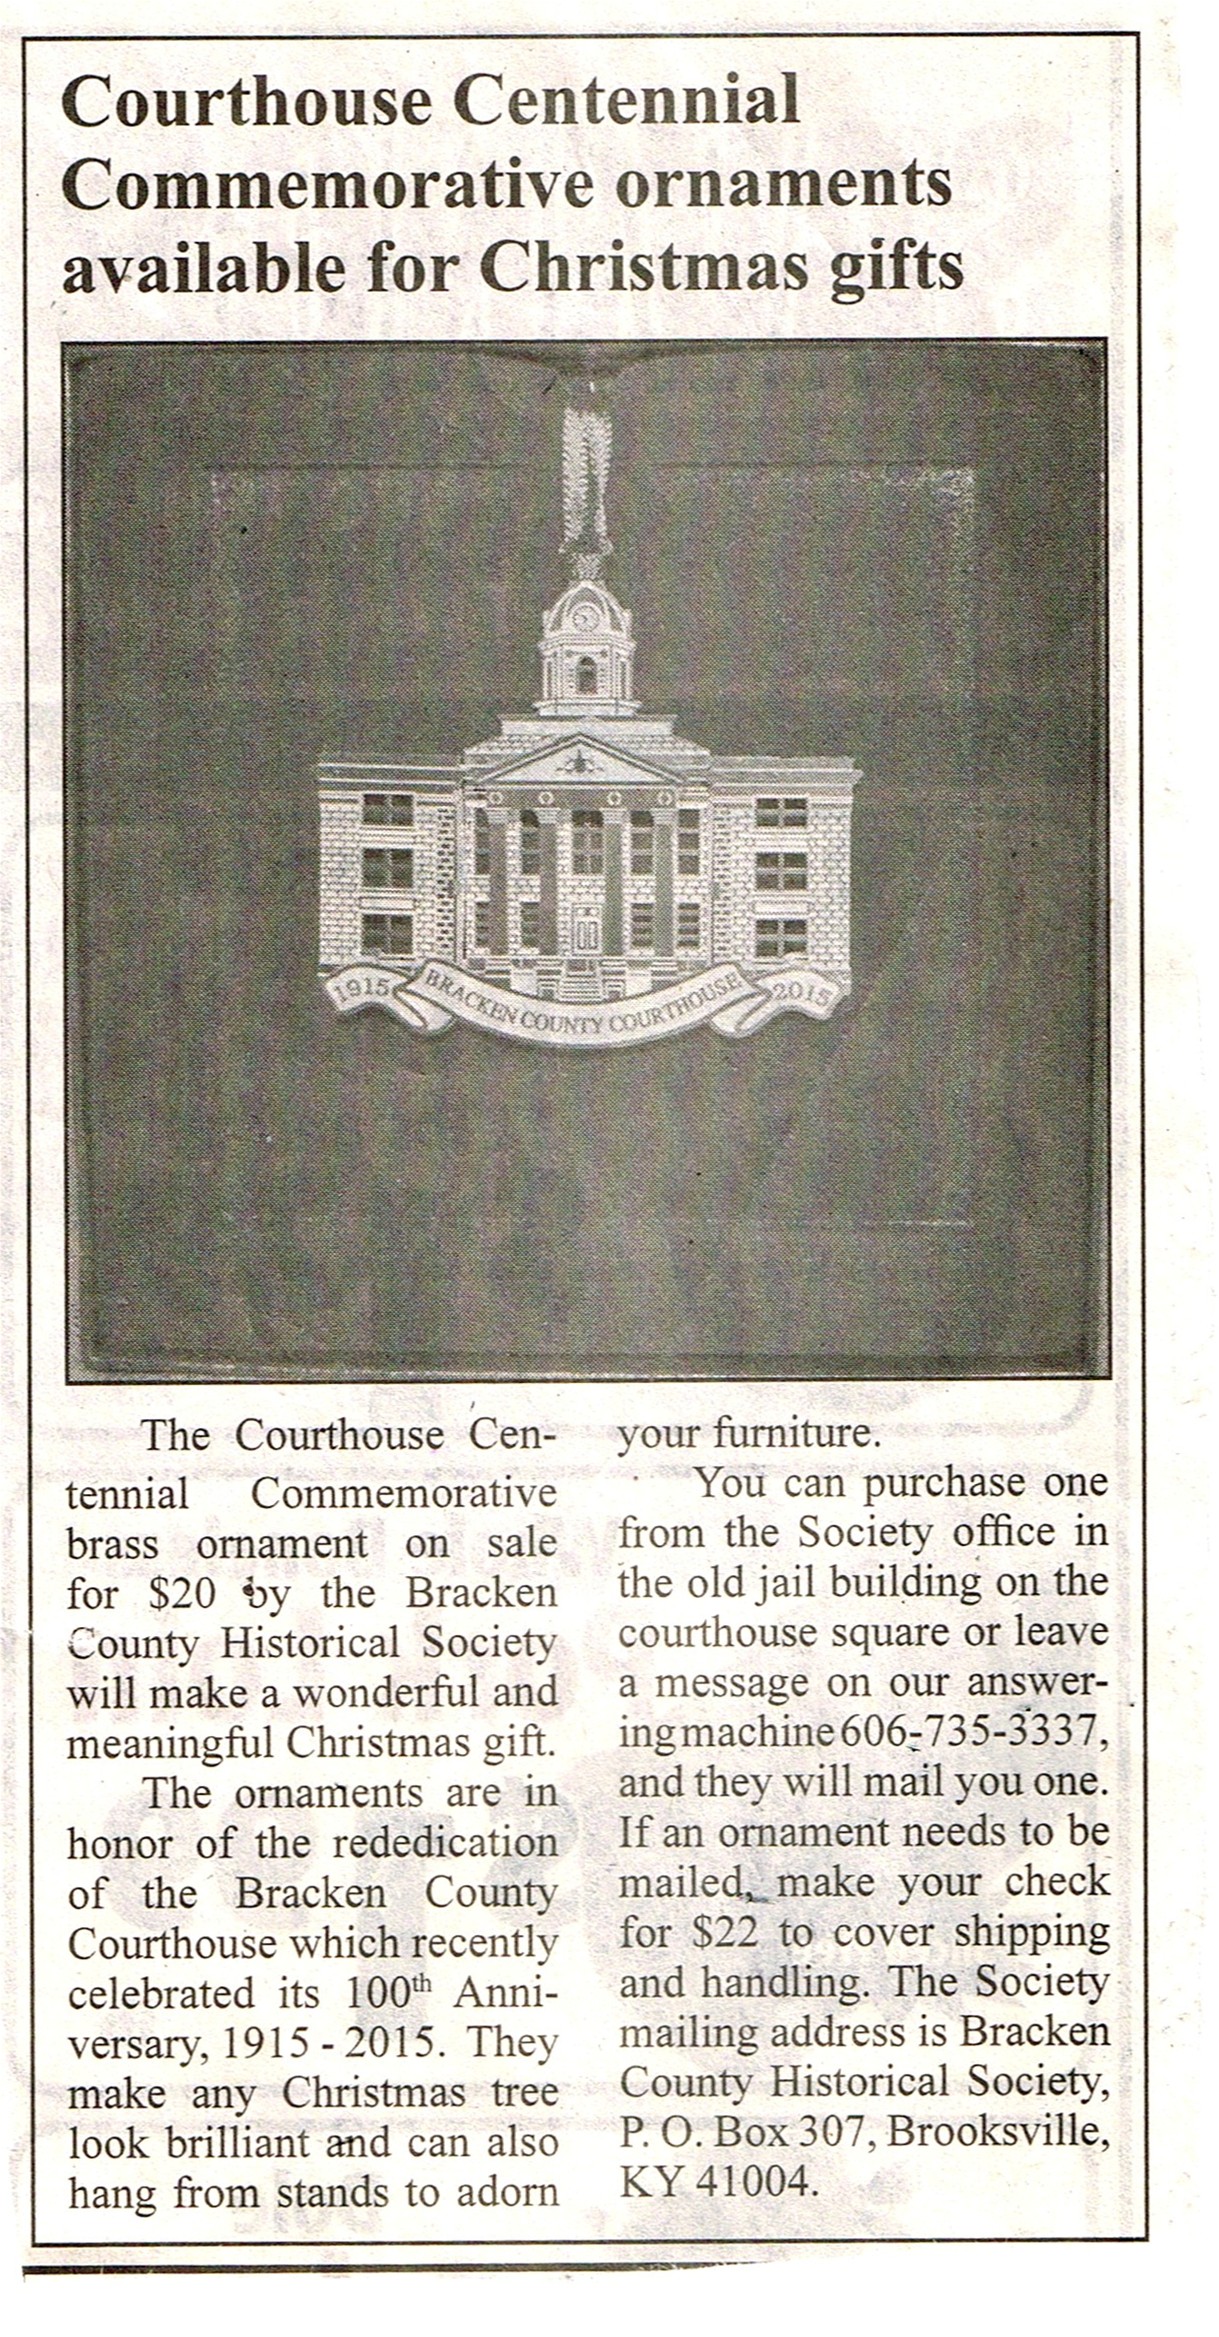 Courthouse Centennial
Commemorative ornaments
available for Christmas gifts
1915 BRACKEN COUNTY COURTHOUSE 2015
The Courthouse Cen-
tennial Commemorative
brass ornament on sale
for $20 by the Bracken
County Historical Society
will make a wonderful and
meaningful Christmas gift.
The ornaments are in
honor of the rededication
of the Bracken County
Courthouse which recently
celebrated its 100th Anni-
versary, 1915 - 2015. They
make any Christmas tree
look brilliant and can also
hang from stands to adorn
your furniture.
You can purchase one
from the Society office in
the old jail building on the
courthouse square or leave
a message on our answer-
ing machine 606-735-3337,
and they will mail you one.
If an ornament needs to be
mailed, make your check
for $22 to cover shipping
and handling. The Society
mailing address is Bracken
County Historical Society,
P. O. Box 307, Brooksville,
KY 41004.